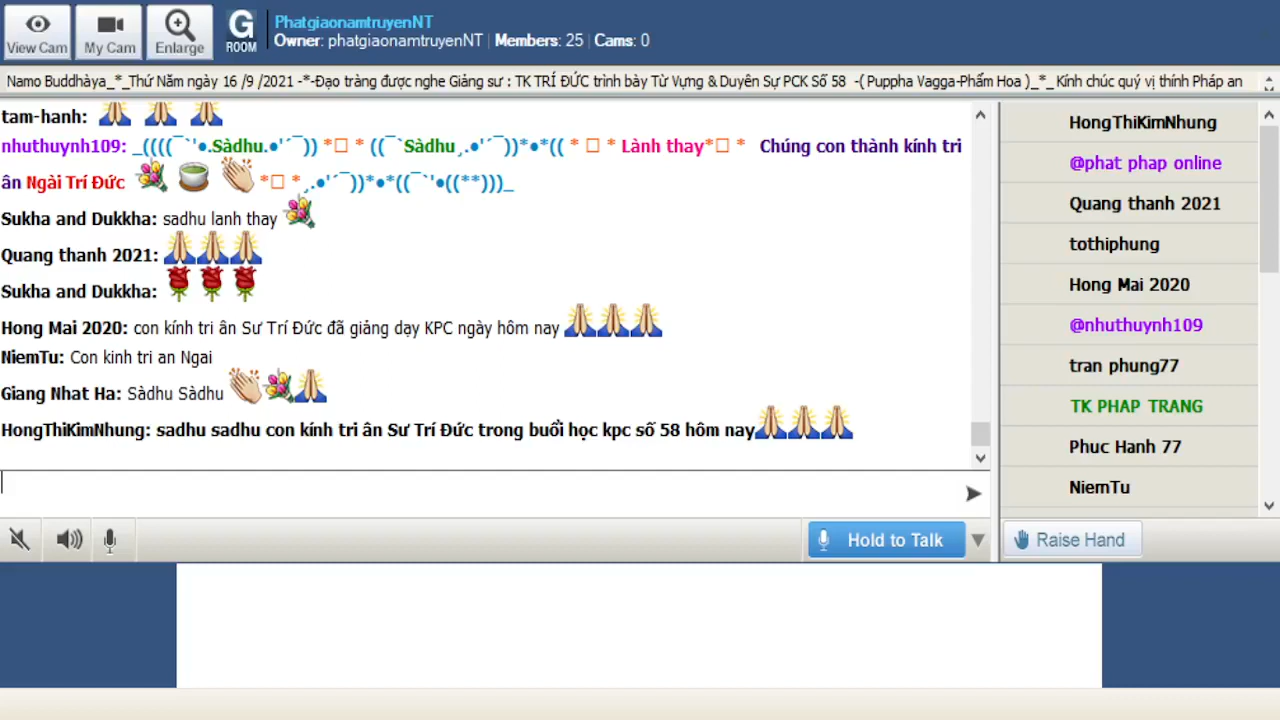 View Cam
My Cam
Enlarge
G
ROOM
PhatgiaonamtruyenNT
Owner: phatgiaonamtruyenNT | Members: 25 | Cams: 0
Namo Buddhàya_*_Thứ Năm ngày 16 /9 /2021 -*-Đạo tràng được nghe Giảng sư : TK TRÍ ĐỨC trình bày Từ Vựng & Duyên Sự PCK Số 58 -( Puppha Vagga-Phẩm Hoa )_*_Kính chúc quý vị thính Pháp an
tam-hanh: 🙏 🙏 🙏
nhuthuynh109: _((((¯`'•.Sàdhu.•'´¯)) *□ * ((¯`Sàdhu¸.•'´¯))*•*(( * □ * Lành thay*□ * Chúng con thành kính tri
ân Ngài Trí Đức 💐 🍵 👏 *□ *¸.•'´¯))*•*((¯`'•((**)))_
Sukha and Dukkha: sadhu lanh thay 💐
Quang thanh 2021: 🙏🙏🙏
Sukha and Dukkha: 🌹🌹🌹
Hong Mai 2020: con kính tri ân Sư Trí Đức đã giảng dạy KPC ngày hôm nay 🙏🙏🙏
NiemTu: Con kinh tri an Ngai
Giang Nhat Ha: Sàdhu Sàdhu 👏💐🙏
HongThiKimNhung: sadhu sadhu con kính tri ân Sư Trí Đức trong buổi học kpc số 58 hôm nay🙏🙏🙏
Hold to Talk
HongThiKimNhung
@phat phap online
Quang thanh 2021
tothiphung
Hong Mai 2020
@nhuthuynh109
tran phung77
TK PHAP TRANG
Phuc Hanh 77
NiemTu
Raise Hand